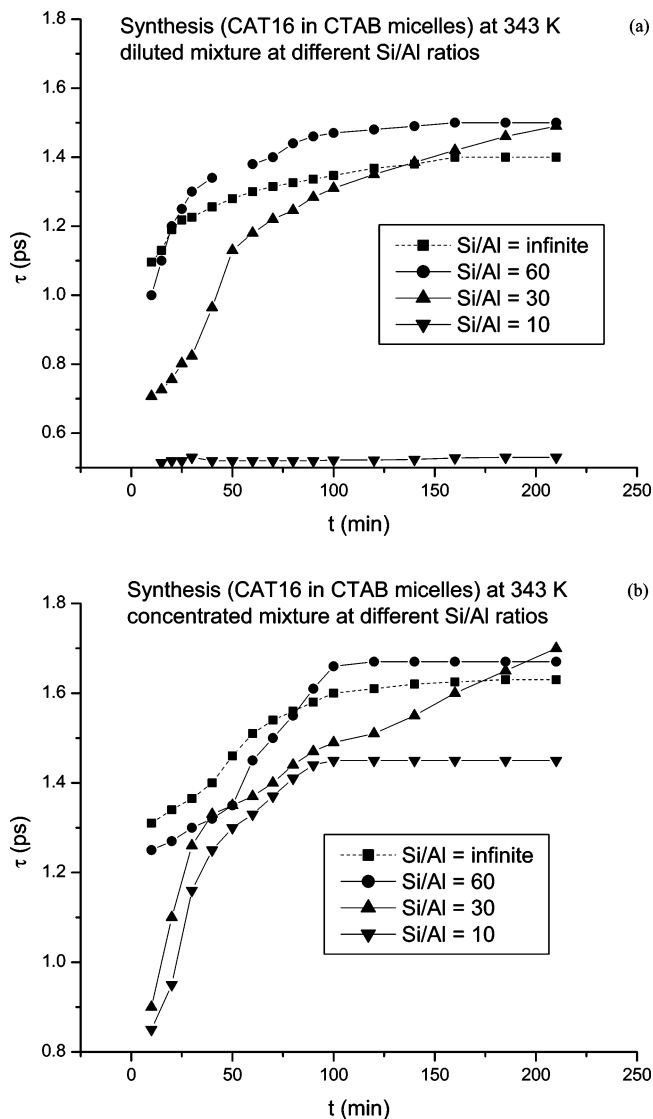 Synthesis (CAT16 in CTAB micelles) at 343 K
(a)
diluted mixture at different Si/Al ratios
1.8
1.6
1.4
1.2
1.0
0.8
0.6
τ (ps)
Si/Al = infinite
Si/Al = 60
Si/Al = 30
Si/Al = 10
0 50 100 150 200 250
t (min)
Synthesis (CAT16 in CTAB micelles) at 343 K
(b)
concentrated mixture at different Si/Al ratios
1.8
1.6
1.4
1.2
1.0
0.8
τ (ps)
Si/Al = infinite
Si/Al = 60
Si/Al = 30
Si/Al = 10
0 50 100 150 200 250
t (min)